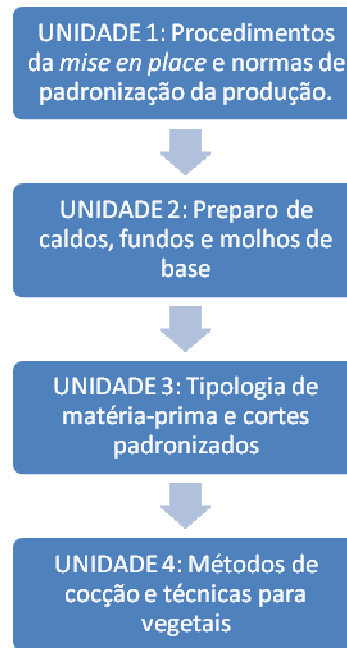 UNIDADE 1: Procedimentos
da mise en place e normas de
padronização da produção.
UNIDADE 2: Preparo de
caldos, fundos e molhos de
base
UNIDADE 3: Tipologia de
matéria-prima e cortes
padronizados
UNIDADE 4: Métodos de
cocção e técnicas para
vegetais